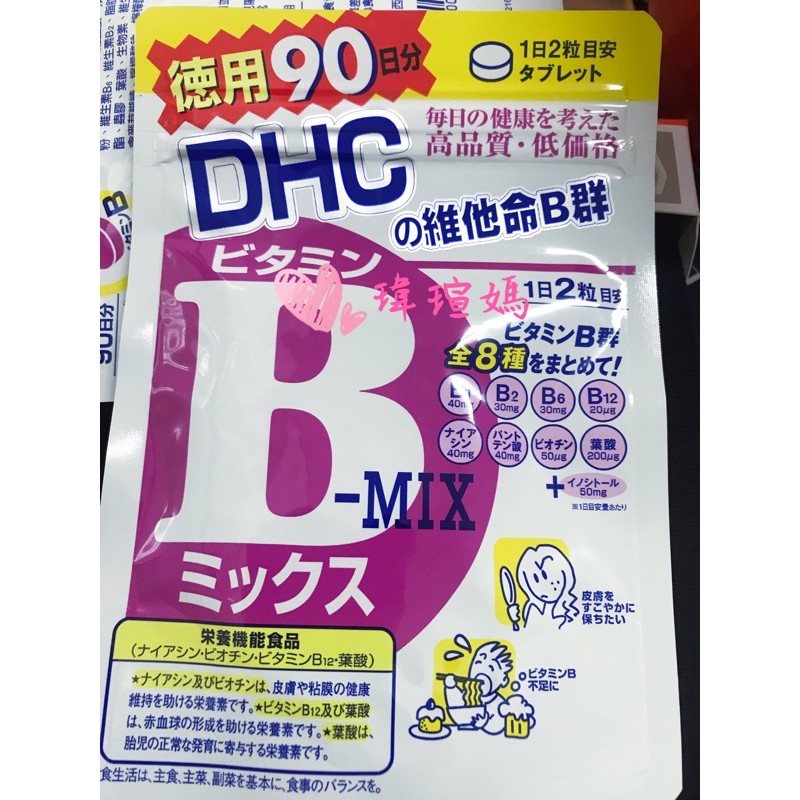 徳用90日分
1日2粒目安
タブレット
毎日の健康を考えた
高品質・低価格
DHC
の維他命B群
ビタミン
瑋瑄媽
B
-MIX
ミックス
1日2粒目安
ビタミンB群
全8種をまとめて!
B1
40mg
B2
30mg
B6
30mg
B12
20μg
ナイア
シン
40mg
パント
テン酸
40mg
ビオチン
50μg
葉酸
200μg
+イノシトール
50mg
※1日目安量あたり
皮膚を
すこやかに
保ちたい
ビタミンB
不足に
栄養機能食品
(ナイアシン・ビオチン・ビタミンB12・葉酸)
★ナイアシン及びビオチンは、皮膚や粘膜の健康
維持を助ける栄養素です。★ビタミンB12及び葉酸
は、赤血球の形成を助ける栄養素です。★葉酸は、
胎児の正常な発育に寄与する栄養素です。
食生活は、主食、主菜、副菜を基本に、食事のバランスを。
90日分